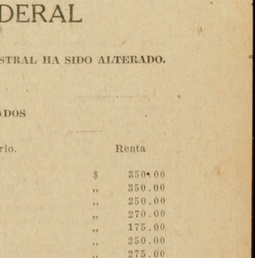 DERAL
STRAL HA SIDO ALTERADO.
ADOS
rio. Renta
$ 350.00
„ 350.00
„ 250.00
„ 270.00
„ 175.00
„ 250.00
„ 275.00